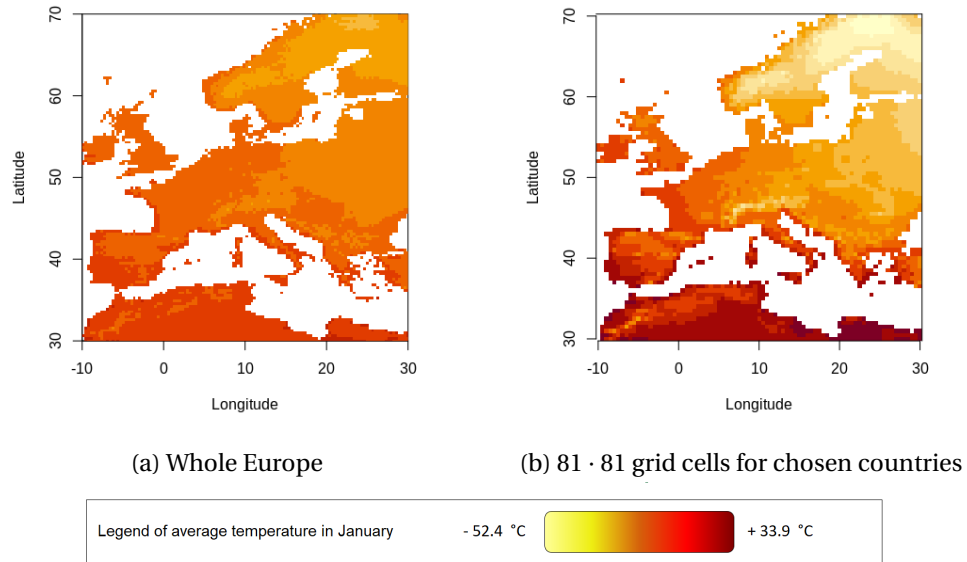 70
60
50
40
30
Latitude
-10
0
10
20
30
Longitude
(a) Whole Europe
70
60
50
40
30
Latitude
-10
0
10
20
30
Longitude
(b) 81 · 81 grid cells for chosen countries
Legend of average temperature in January
- 52.4 °C
+ 33.9 °C